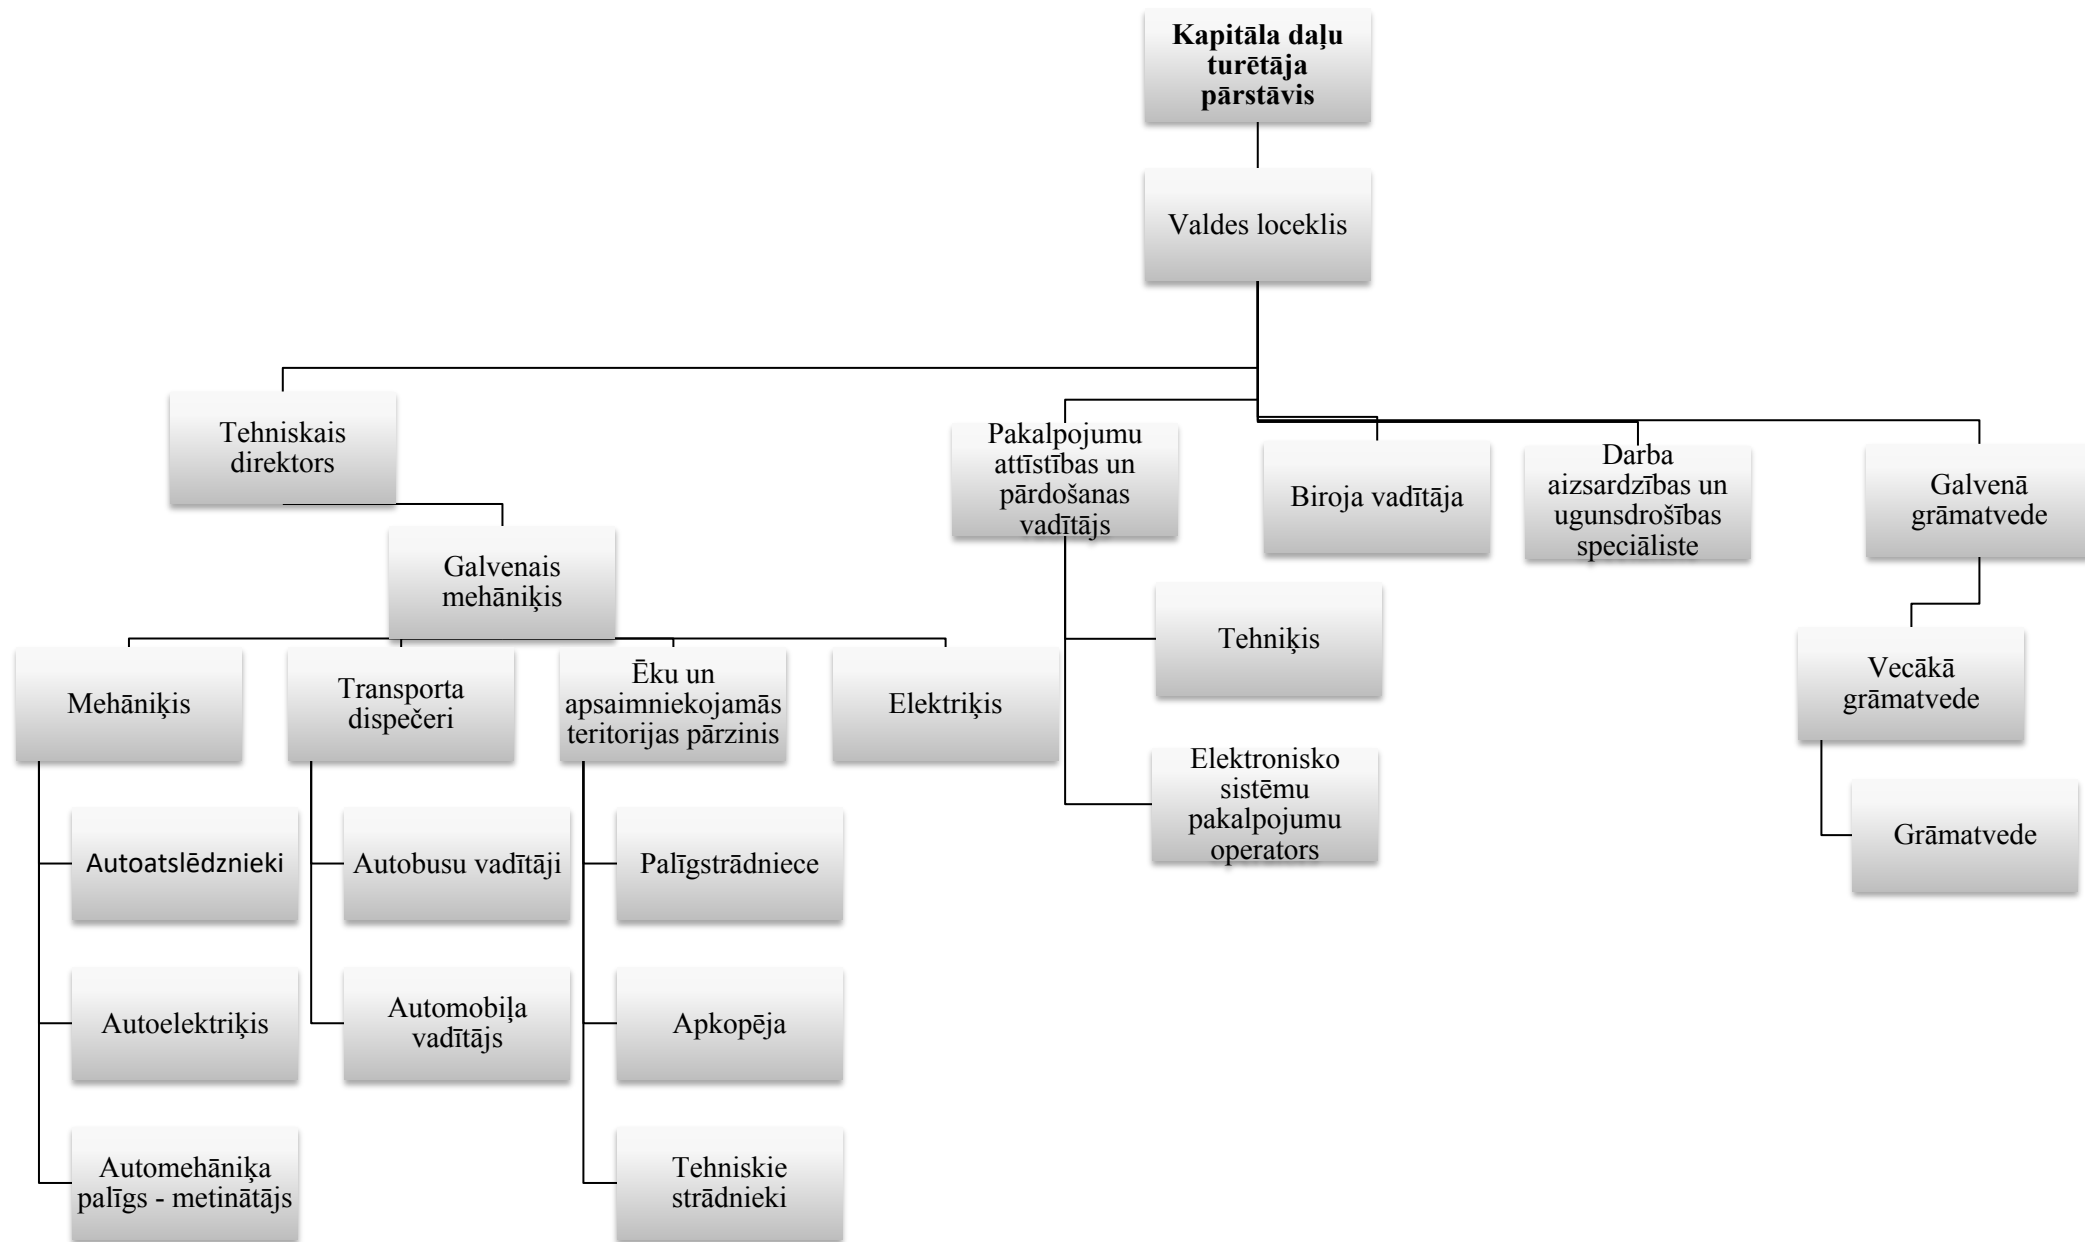 Kapitāla daļu
turētāja
pārstāvis
Valdes loceklis
Tehniskais
direktors
Galvenais
mehāniķis
Mehāniķis
Autoatslēdznieki
Autoelektriķis
Automehāniķa
palīgs - metinātājs
Transporta
dispečeri
Autobusu vadītāji
Automobiļa
vadītājs
Ēku un
apsaimniekojamās
teritorijas pārzinis
Palīgstrādniece
Apkopēja
Tehniskie
strādnieki
Elektriķis
Pakalpojumu
attīstības un
pārdošanas
vadītājs
Tehniķis
Elektronisko
sistēmu
pakalpojumu
operators
Biroja vadītāja
Darba
aizsardzības un
ugunsdrošības
speciāliste
Galvenā
grāmatvede
Vecākā
grāmatvede
Grāmatvede